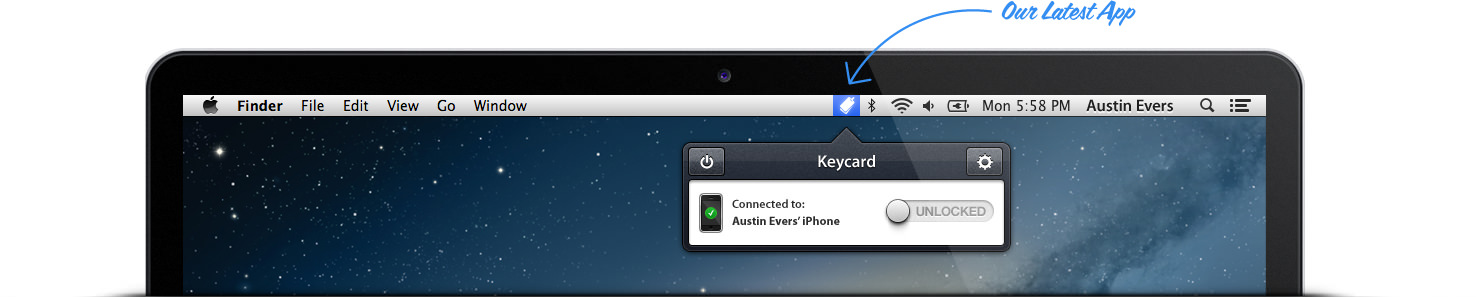 Our Latest App
Finder File Edit View Go Window Mon 5:58 PM Austin Evers
Keycard
Connected to:
Austin Evers' iPhone
UNLOCKED